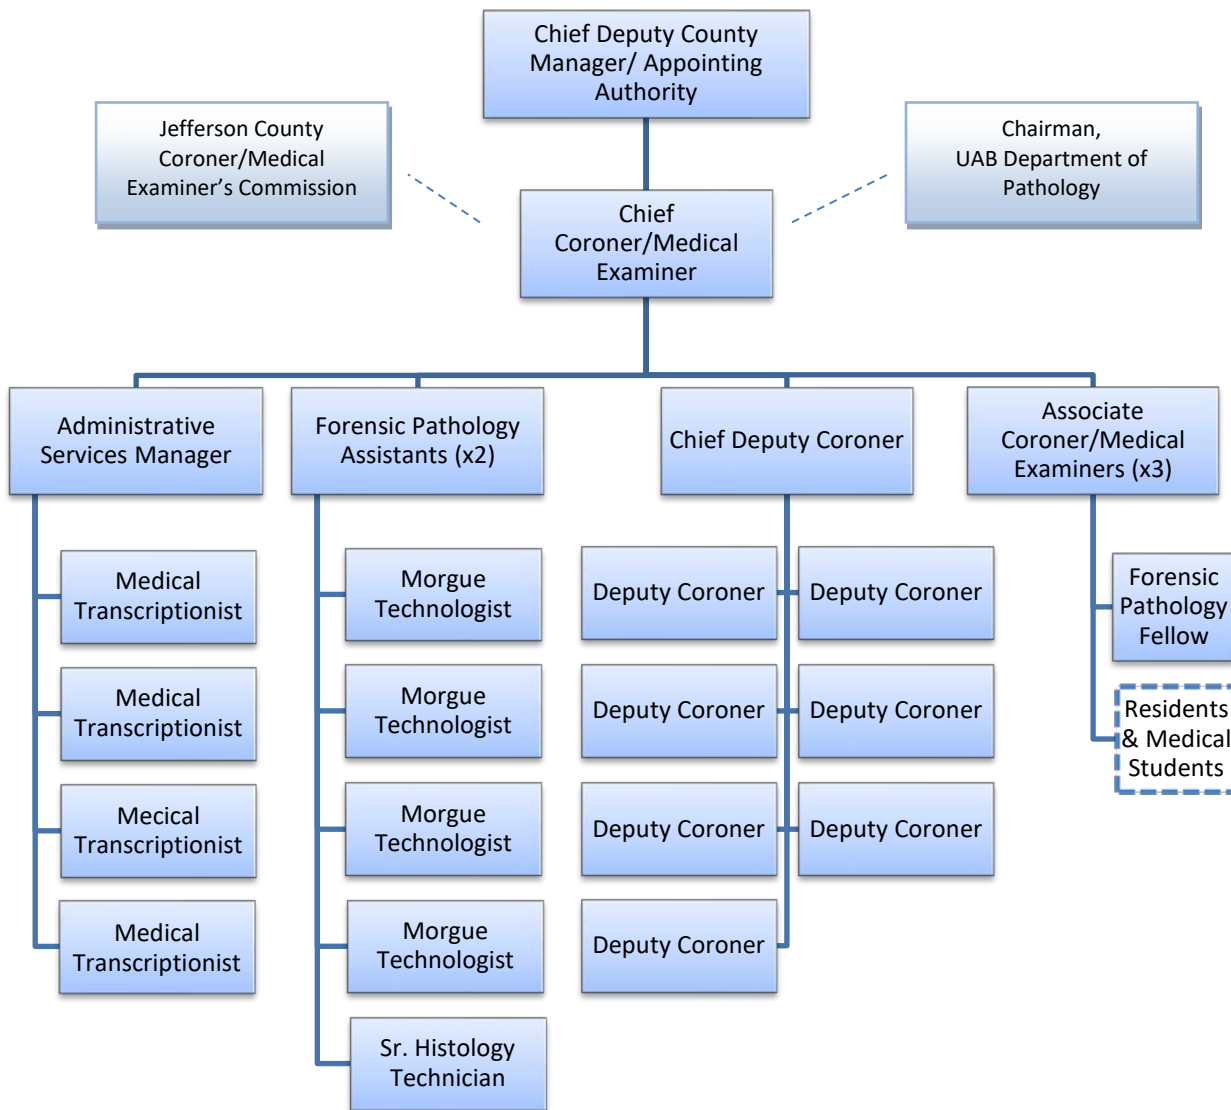 Chief Deputy County
Manager/ Appointing
Authority
Jefferson County
Coroner/Medical
Examiner’s Commission
Chairman,
UAB Department of
Pathology
Chief
Coroner/Medical
Examiner
Administrative
Services Manager
Forensic Pathology
Assistants (x2)
Chief Deputy Coroner
Associate
Coroner/Medical
Examiners (x3)
Medical
Transcriptionist
Medical
Transcriptionist
Mecical
Transcriptionist
Medical
Transcriptionist
Morgue
Technologist
Morgue
Technologist
Morgue
Technologist
Morgue
Technologist
Sr. Histology
Technician
Deputy Coroner
Deputy Coroner
Deputy Coroner
Deputy Coroner
Deputy Coroner
Deputy Coroner
Deputy Coroner
Forensic
Pathology
Fellow
Residents
& Medical
Students